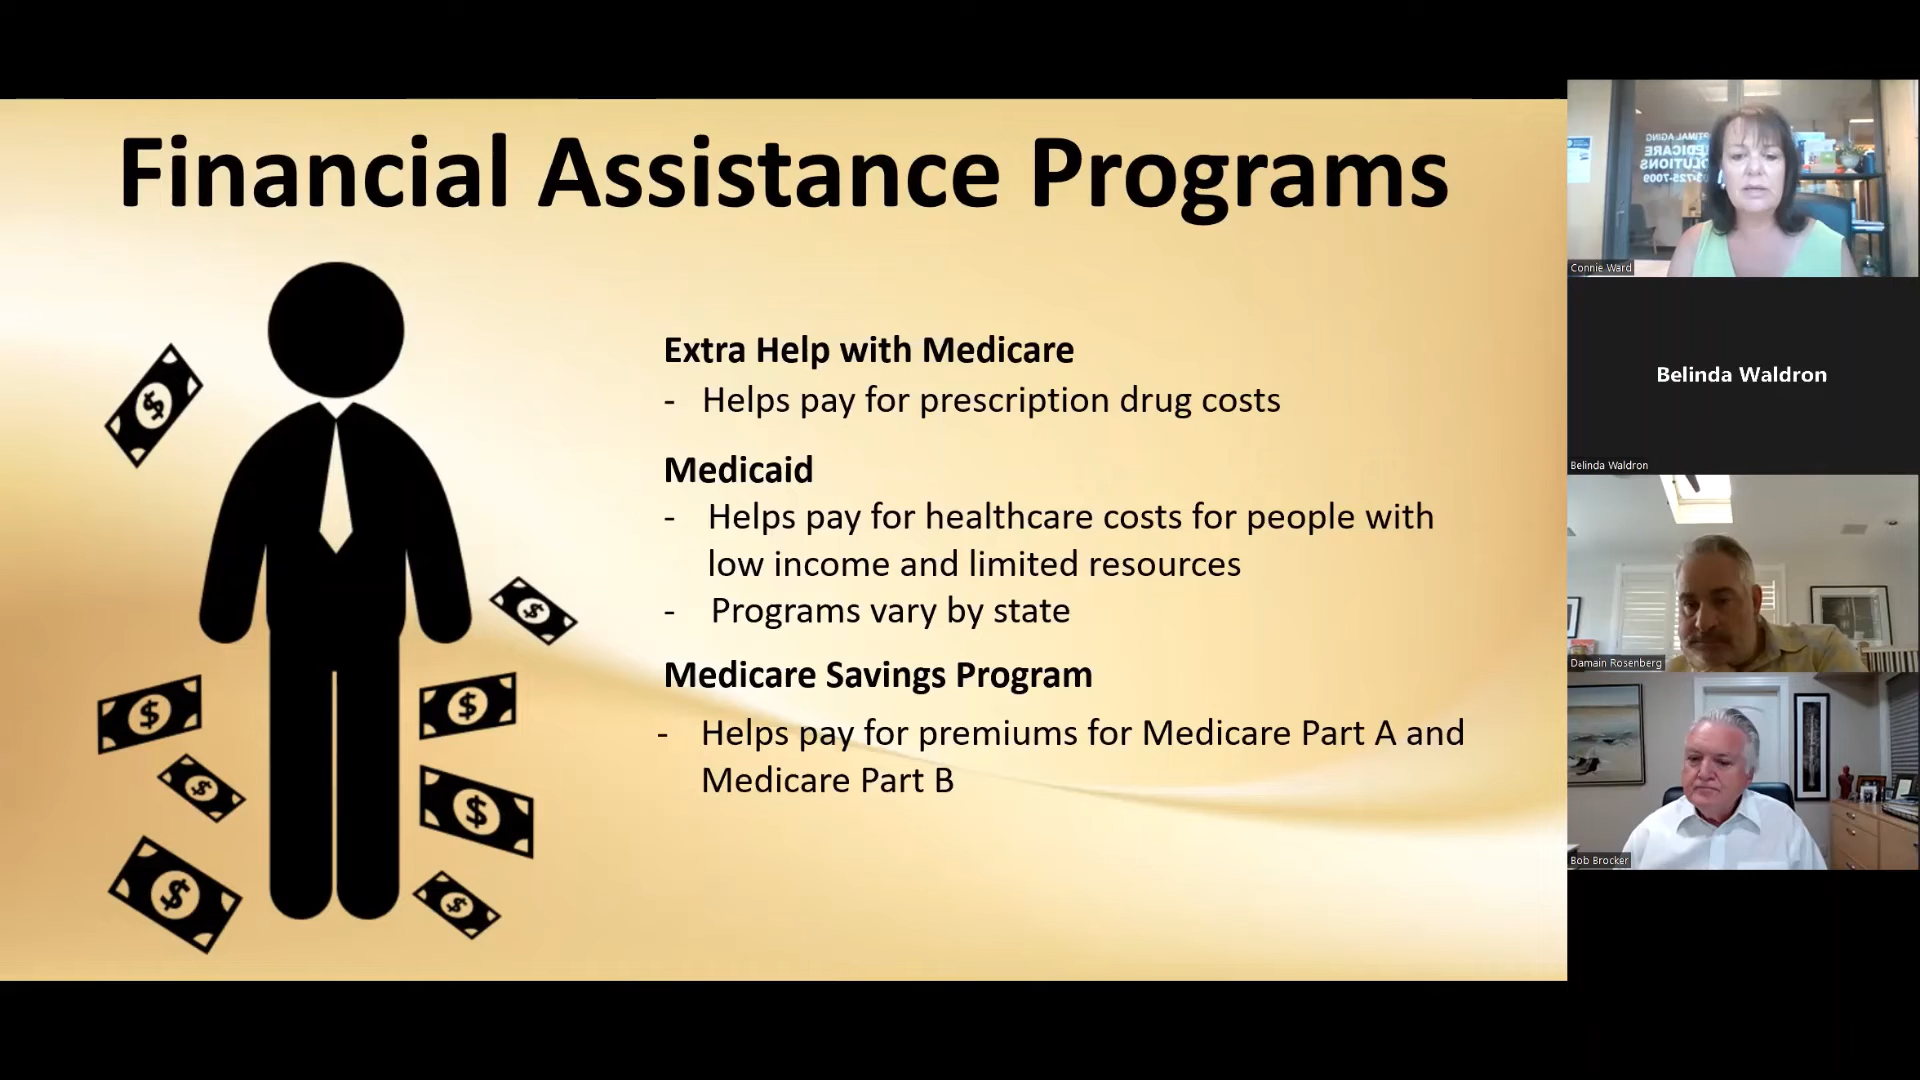 Financial Assistance Programs
Extra Help with Medicare
- Helps pay for prescription drug costs
Medicaid
- Helps pay for healthcare costs for people with
low income and limited resources
- Programs vary by state
Medicare Savings Program
- Helps pay for premiums for Medicare Part A and
Medicare Part B
$
$
$
$
$
$
$
$
Connie Ward
Belinda Waldron
Belinda Waldron
Damain Rosenberg
Bob Brocker